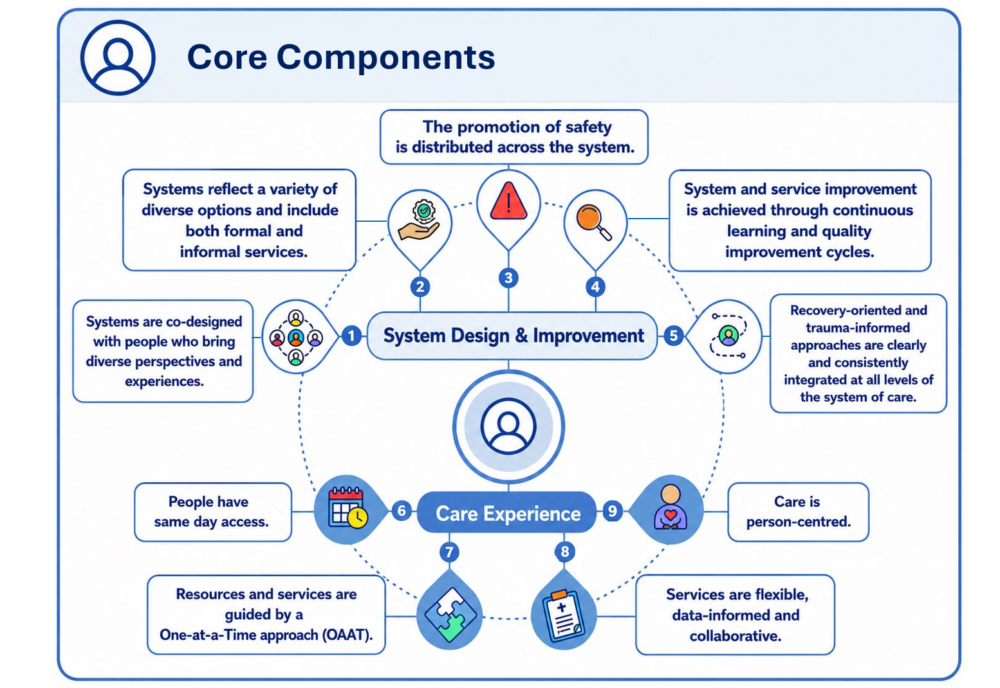 Core Components
The promotion of safety
is distributed across the system.
Systems reflect a variety of
diverse options and include
both formal and
informal services.
System and service improvement
is achieved through continuous
learning and quality
improvement cycles.
2
3
4
Systems are co-designed
with people who bring
diverse perspectives and
experiences.
1
System Design & Improvement
5
Recovery-oriented and
trauma-informed
approaches are clearly
and consistently
integrated at all levels of
the system of care.
People have
same day access.
6
Care Experience
9
Care is
person-centred.
7
8
Resources and services are
guided by a
One-at-a-Time approach (OAAT).
Services are flexible,
data-informed and
collaborative.